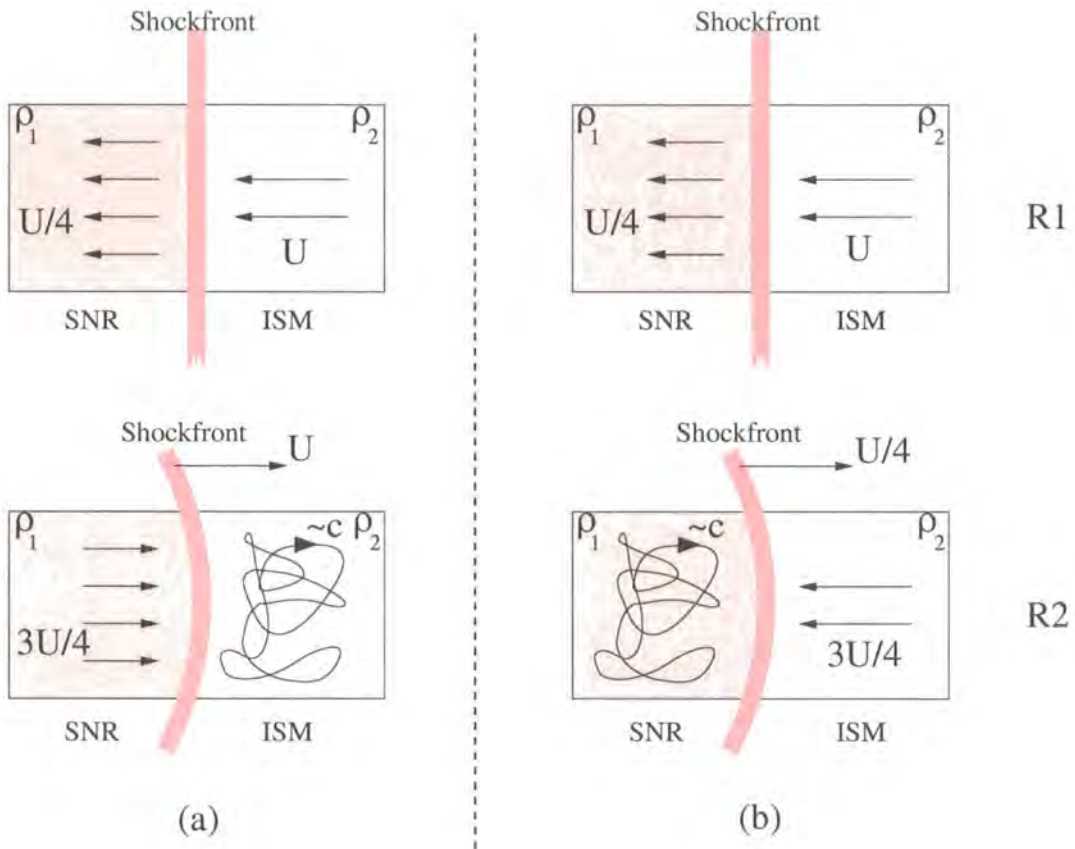 Shockfront
ρ1 ρ2
U/4
U
SNR ISM
Shockfront
U
ρ1 ~c ρ2
3U/4
SNR ISM
(a)
Shockfront
ρ1 ρ2
U/4
U
R1
SNR ISM
Shockfront
U/4
ρ1 ~c ρ2
3U/4
R2
SNR ISM
(b)